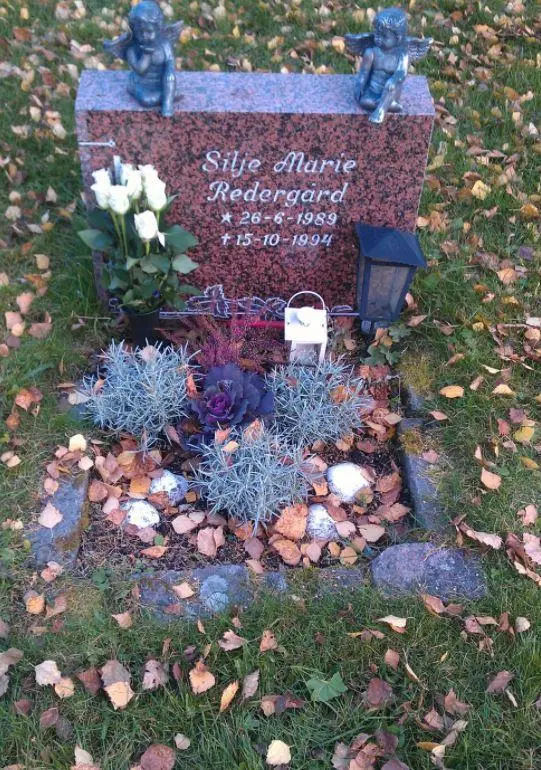 Silje Marie
Redergård
★ 26-6-1989
† 15-10-1994